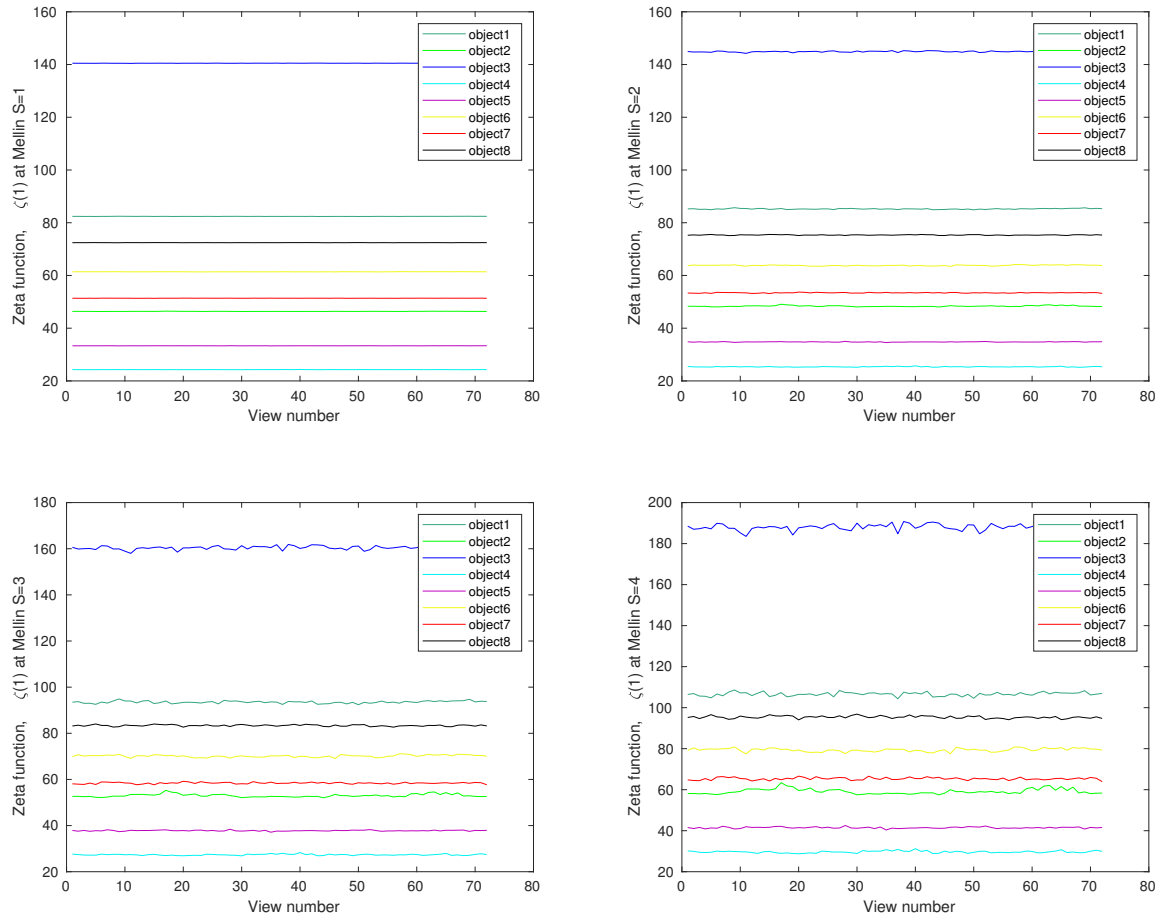 160
140
120
100
80
60
40
20
0 10 20 30 40 50 60 70 80
View number
Zeta function, ζ(1) at Mellin S=1
object1
object2
object3
object4
object5
object6
object7
object8
160
140
120
100
80
60
40
20
0 10 20 30 40 50 60 70 80
View number
Zeta function, ζ(1) at Mellin S=2
object1
object2
object3
object4
object5
object6
object7
object8
180
160
140
120
100
80
60
40
20
0 10 20 30 40 50 60 70 80
View number
Zeta function, ζ(1) at Mellin S=3
object1
object2
object3
object4
object5
object6
object7
object8
200
180
160
140
120
100
80
60
40
20
0 10 20 30 40 50 60 70 80
View number
Zeta function, ζ(1) at Mellin S=4
object1
object2
object3
object4
object5
object6
object7
object8